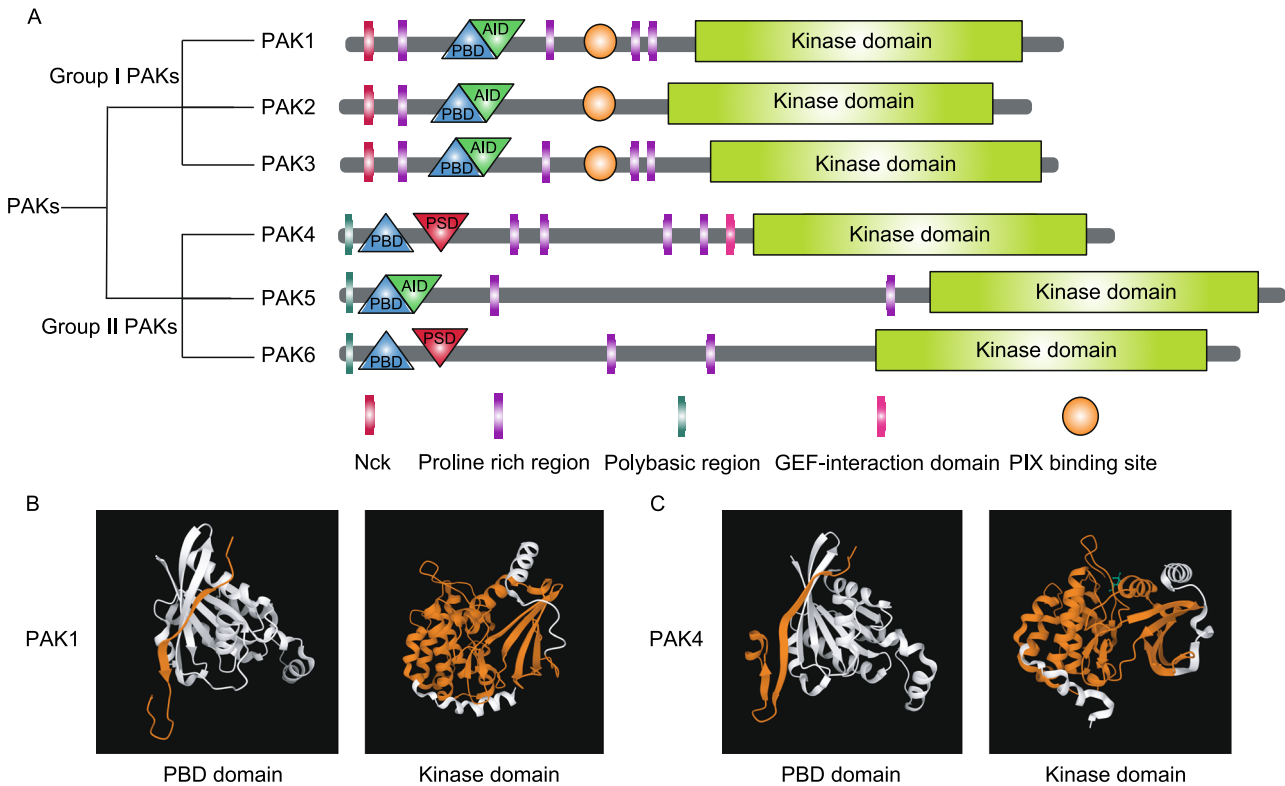 A
PAK1
AID
PBD
Kinase domain
Group I PAKs
PAK2
AID
PBD
Kinase domain
PAK3
AID
PBD
Kinase domain
PAKs
PAK4
PBD
PSD
Kinase domain
PAK5
AID
PBD
Kinase domain
Group II PAKs
PAK6
PBD
PSD
Kinase domain
Nck
Proline rich region
Polybasic region
GEF-interaction domain
PIX binding site
B
PAK1
PBD domain
Kinase domain
C
PAK4
PBD domain
Kinase domain